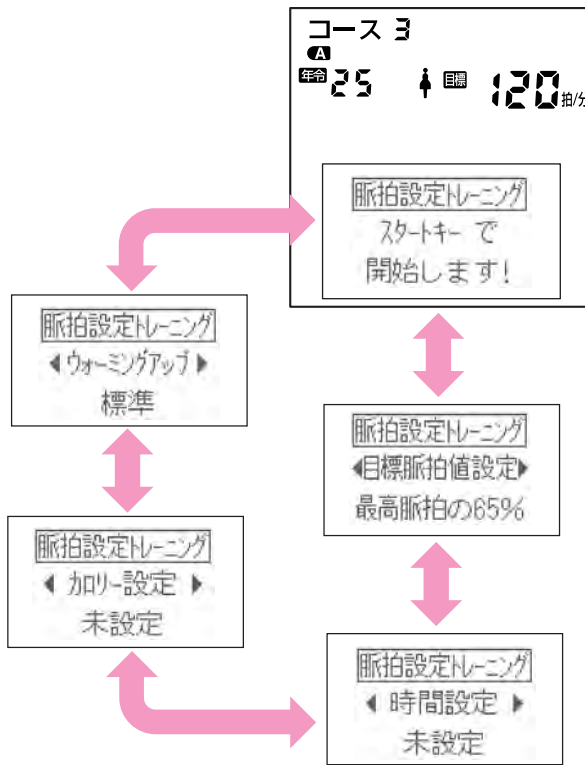 コース 3
A
年令 25 目標 120 拍/分
脈拍設定トレーニング
スタートキー で
開始します!
脈拍設定トレーニング
◀ウォーミングアップ▶
標準
脈拍設定トレーニング
◀目標脈拍値設定▶
最高脈拍の65%
脈拍設定トレーニング
◀ カロリー設定 ▶
未設定
脈拍設定トレーニング
◀ 時間設定 ▶
未設定